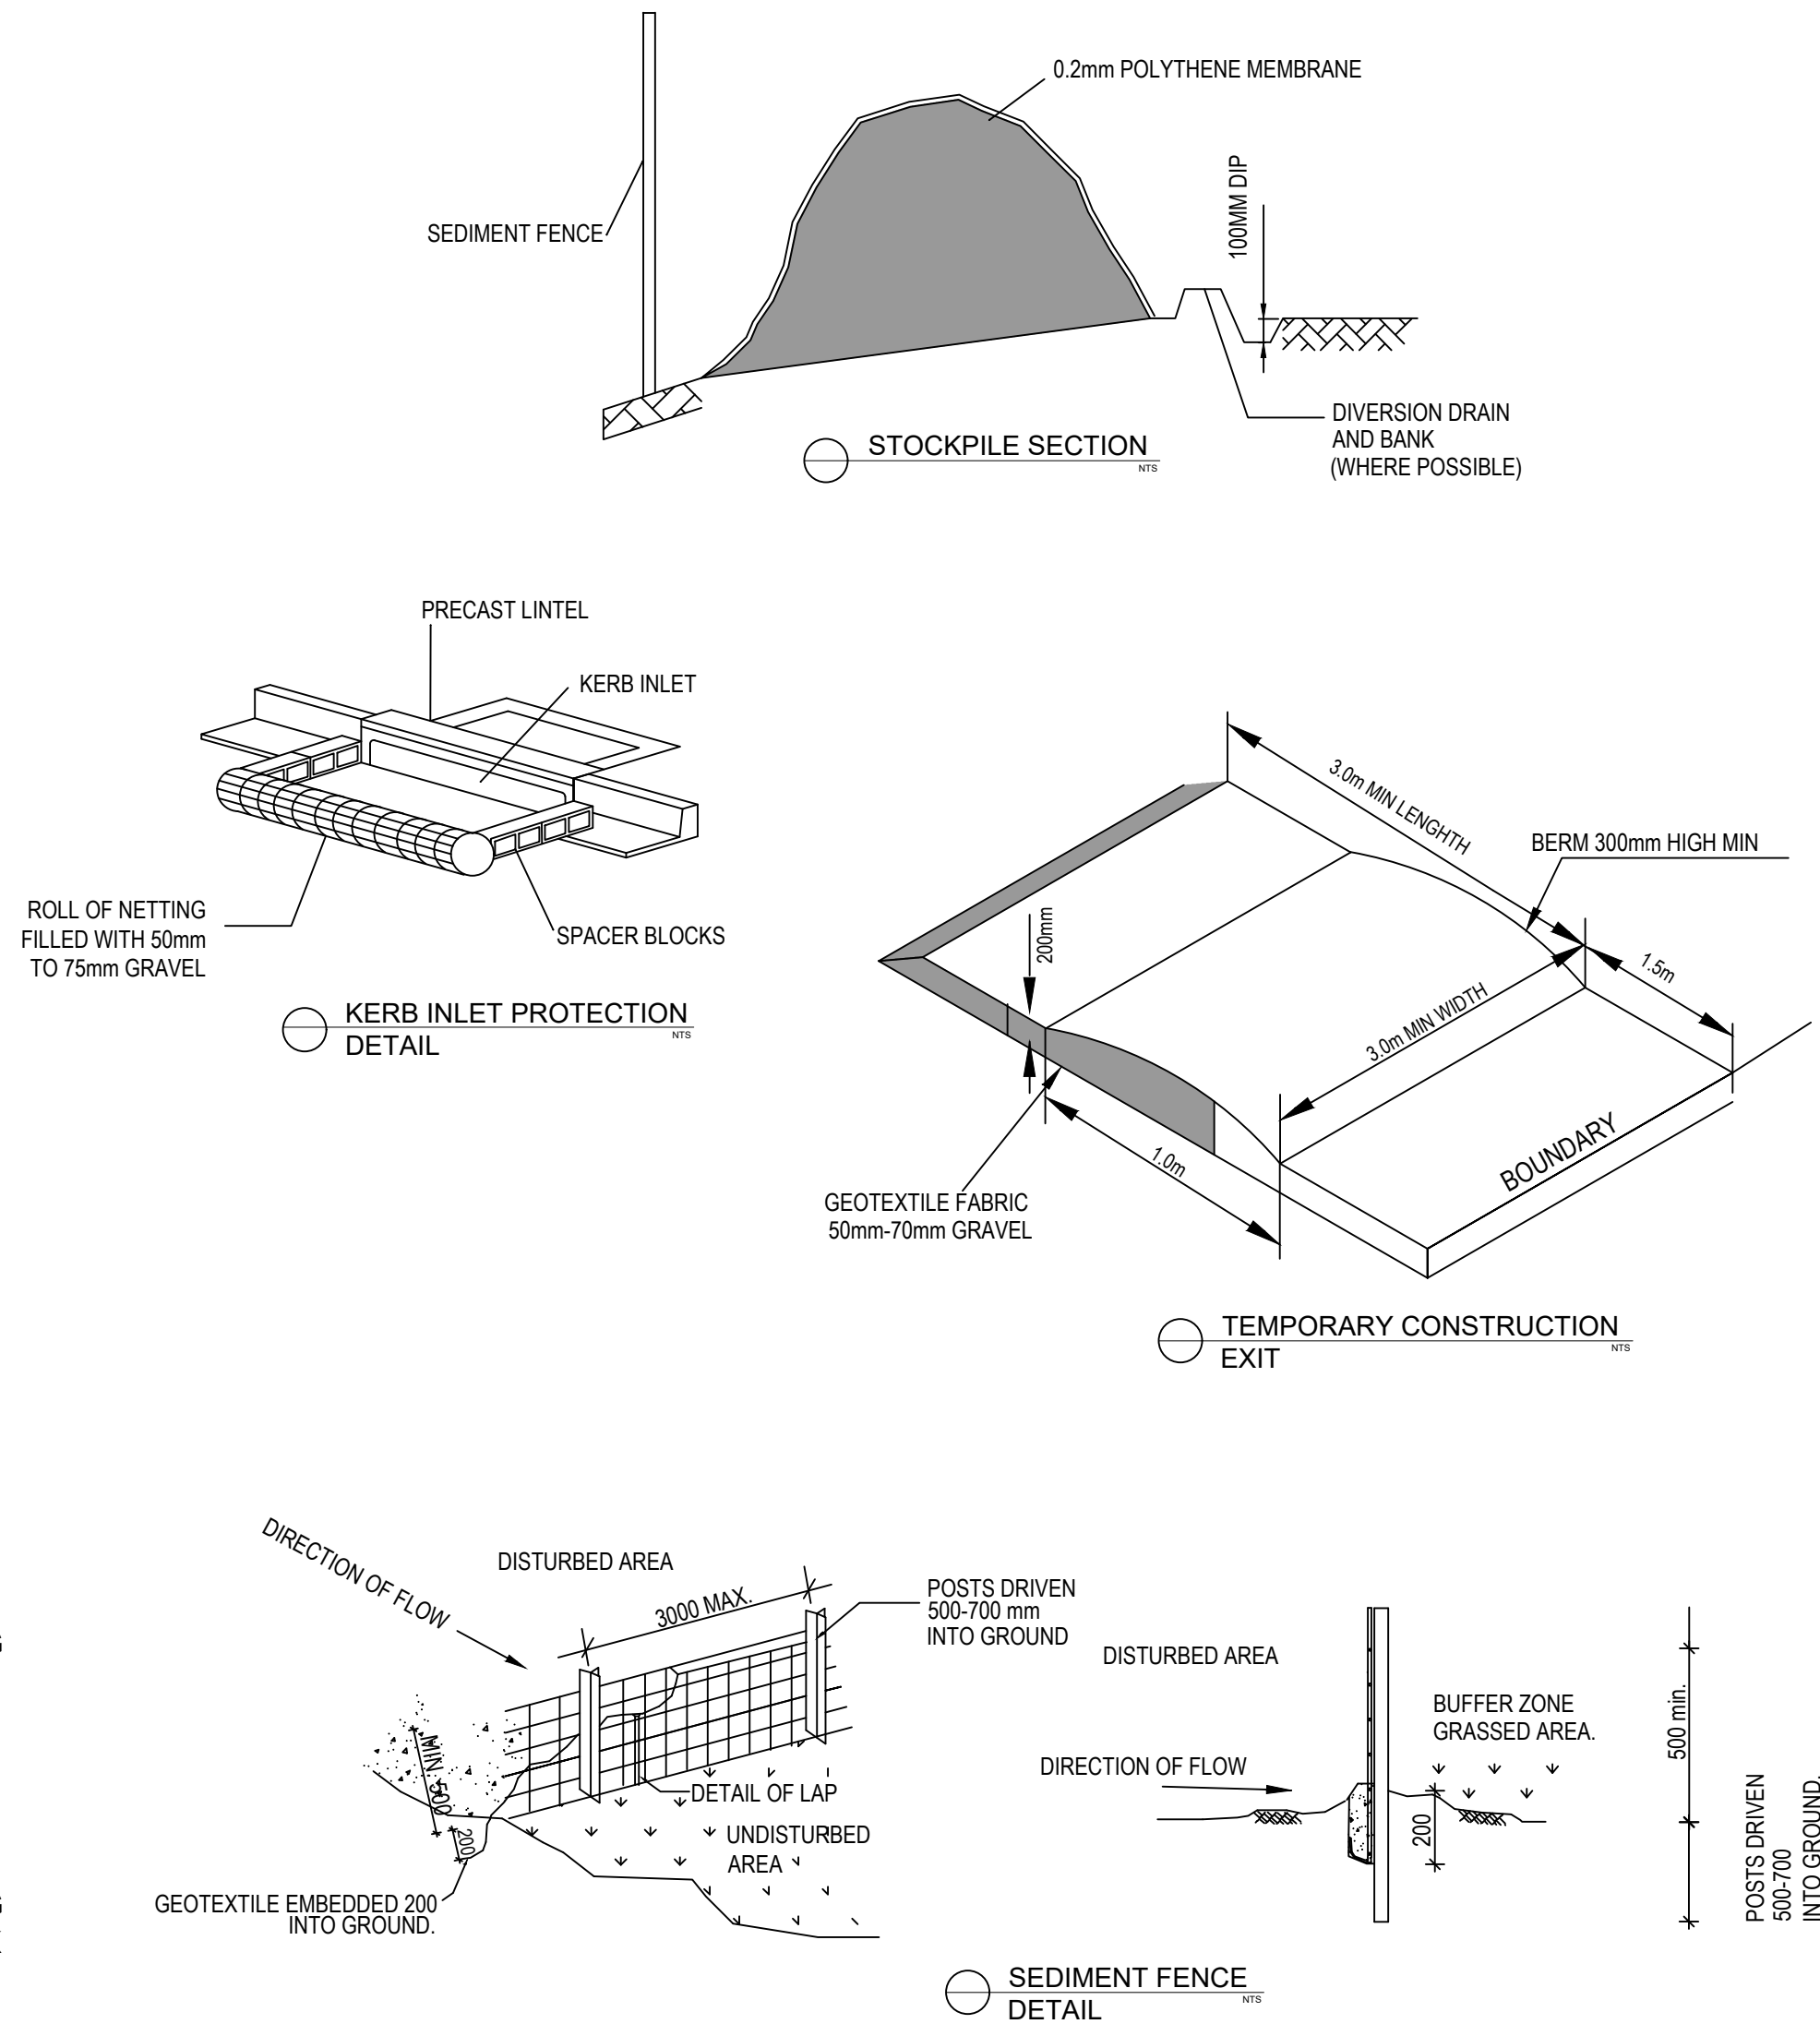 0.2mm POLYTHENE MEMBRANE
100MM DIP
SEDIMENT FENCE
DIVERSION DRAIN
AND BANK
(WHERE POSSIBLE)
STOCKPILE SECTION
NTS
PRECAST LINTEL
KERB INLET
ROLL OF NETTING
FILLED WITH 50mm
TO 75mm GRAVEL
SPACER BLOCKS
KERB INLET PROTECTION
NTS
DETAIL
3.0m MIN LENGHTH
BERM 300mm HIGH MIN
200mm
1.5m
3.0m MIN WIDTH
1.0m
BOUNDARY
GEOTEXTILE FABRIC
50mm-70mm GRAVEL
TEMPORARY CONSTRUCTION
NTS
EXIT
DIRECTION OF FLOW
DISTURBED AREA
3000 MAX.
POSTS DRIVEN
500-700 mm
INTO GROUND
MIN 500
200
DETAIL OF LAP
UNDISTURBED
AREA
GEOTEXTILE EMBEDDED 200
INTO GROUND.
DISTURBED AREA
BUFFER ZONE
GRASSED AREA.
DIRECTION OF FLOW
200
500 min.
POSTS DRIVEN
500-700
INTO GROUND.
SEDIMENT FENCE
NTS
DETAIL